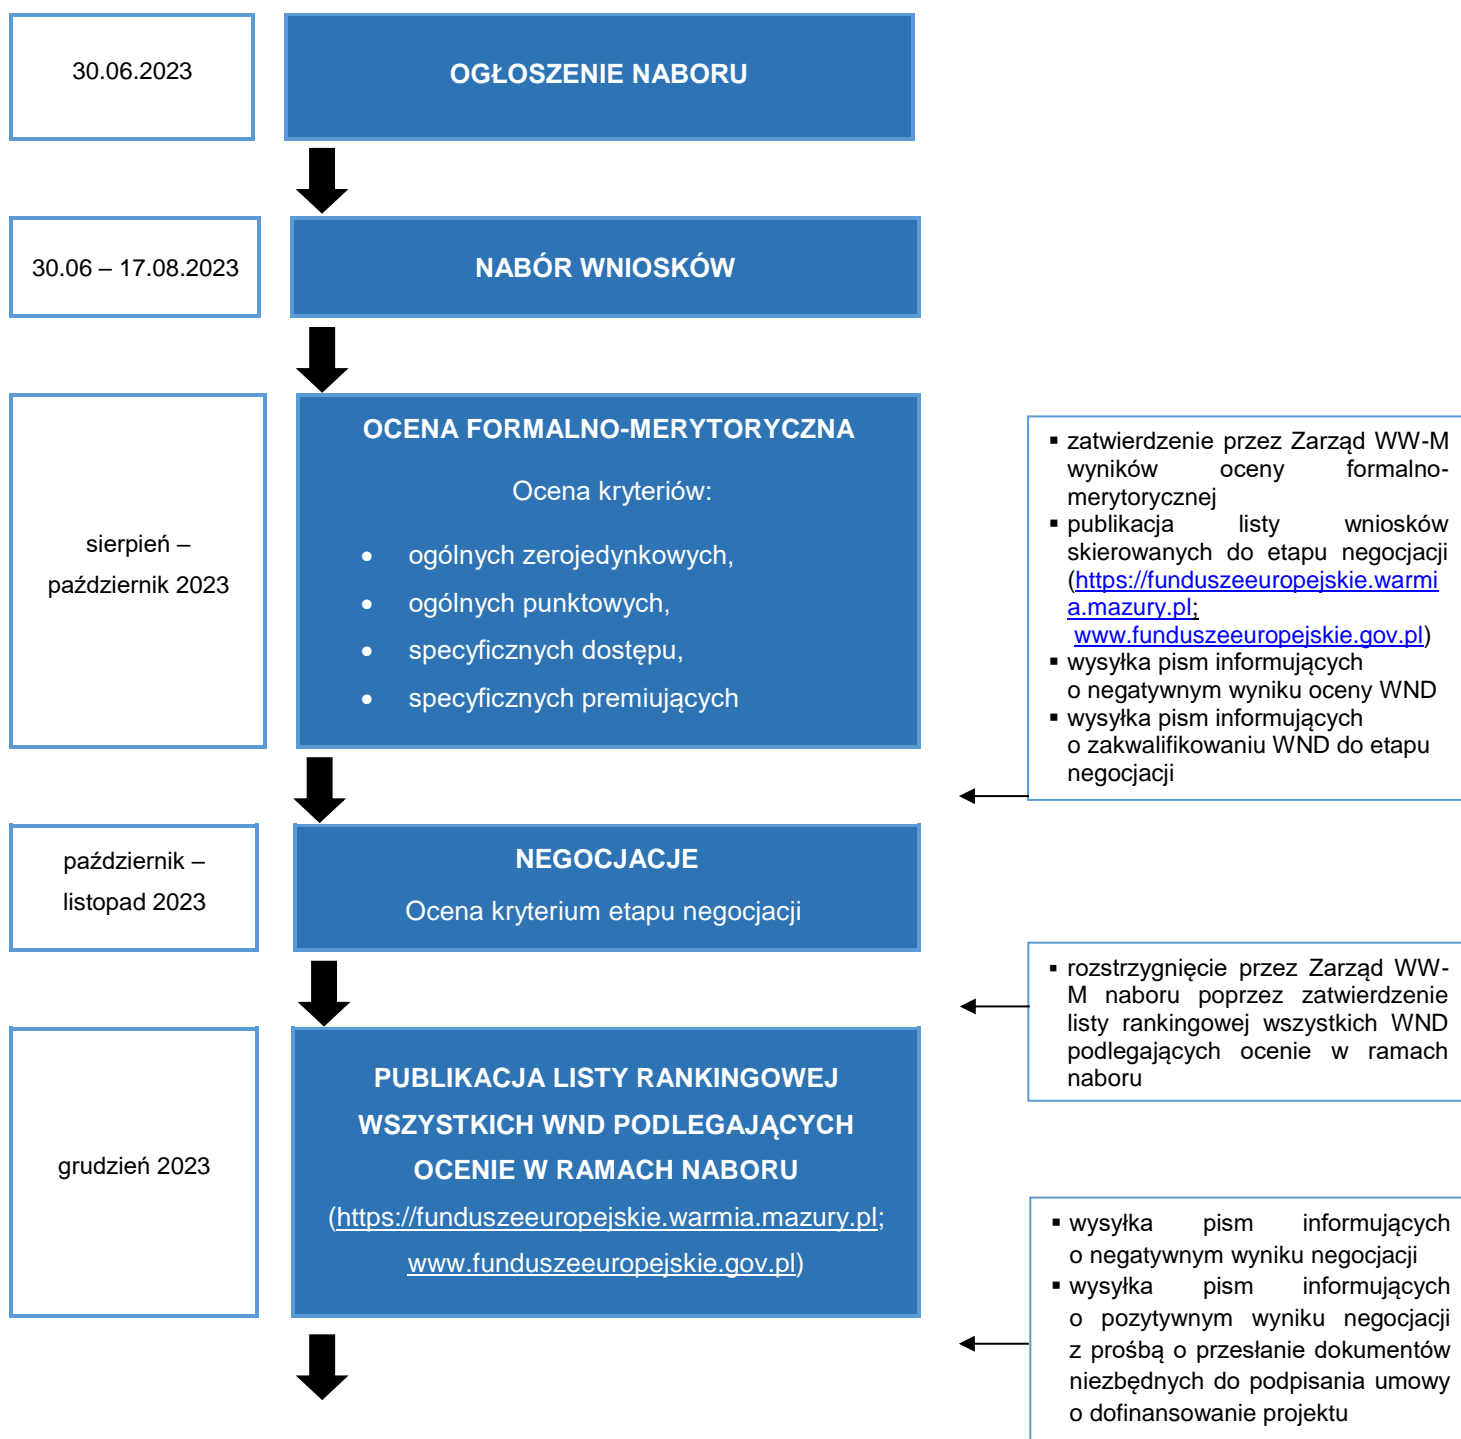 30.06.2023
OGŁOSZENIE NABORU
30.06 – 17.08.2023
NABÓR WNIOSKÓW
sierpień –
październik 2023
OCENA FORMALNO-MERYTORYCZNA
Ocena kryteriów:
• ogólnych zerojedynkowych,
• ogólnych punktowych,
• specyficznych dostępu,
• specyficznych premiujących
▪ zatwierdzenie przez Zarząd WW-M
wyników oceny formalno-
merytorycznej
▪ publikacja listy wniosków
skierowanych do etapu negocjacji
(https://funduszeeuropejskie.warmi
a.mazury.pl;
www.funduszeeuropejskie.gov.pl)
▪ wysyłka pism informujących
o negatywnym wyniku oceny WND
▪ wysyłka pism informujących
o zakwalifikowaniu WND do etapu
negocjacji
październik –
listopad 2023
NEGOCJACJE
Ocena kryterium etapu negocjacji
▪ rozstrzygnięcie przez Zarząd WW-
M naboru poprzez zatwierdzenie
listy rankingowej wszystkich WND
podlegających ocenie w ramach
naboru
grudzień 2023
PUBLIKACJA LISTY RANKINGOWEJ
WSZYSTKICH WND PODLEGAJĄCYCH
OCENIE W RAMACH NABORU
(https://funduszeeuropejskie.warmia.mazury.pl;
www.funduszeeuropejskie.gov.pl)
▪ wysyłka pism informujących
o negatywnym wyniku negocjacji
▪ wysyłka pism informujących
o pozytywnym wyniku negocjacji
z prośbą o przesłanie dokumentów
niezbędnych do podpisania umowy
o dofinansowanie projektu